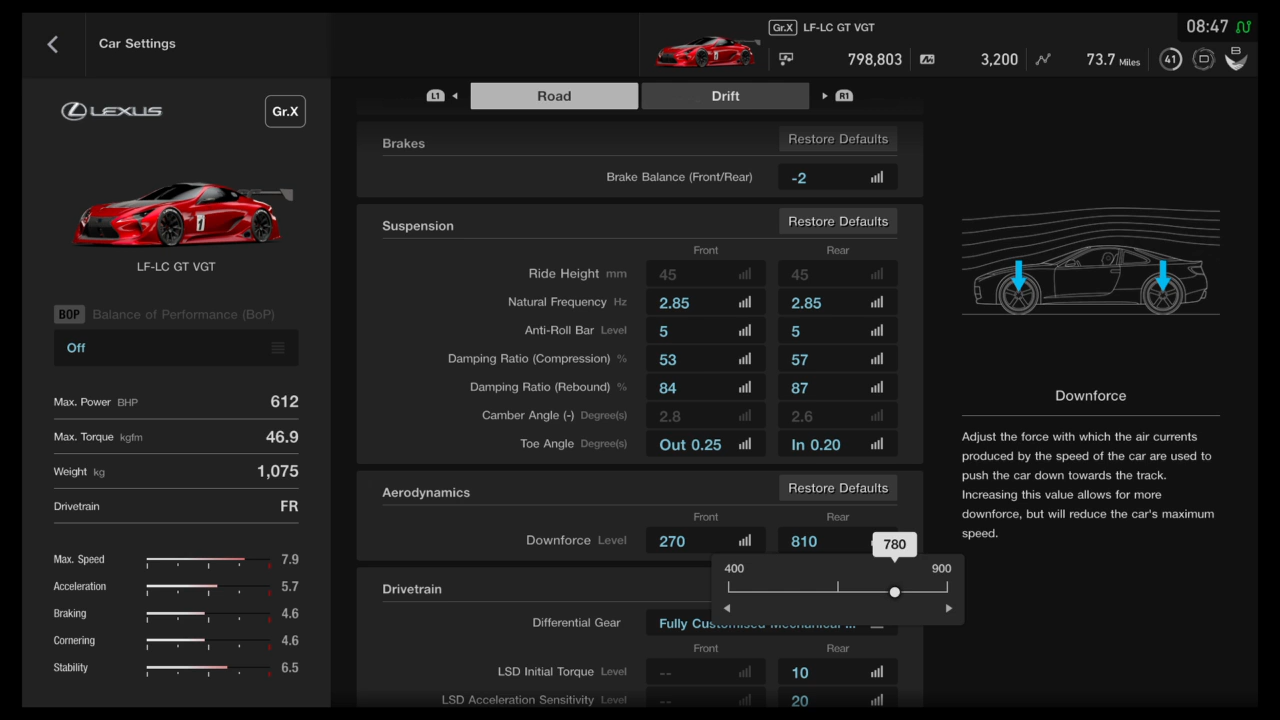 Car Settings
Gr.X LF-LC GT VGT
08:47
798,803 3,200 73.7 Miles 41 B
LEXUS Gr.X
LF-LC GT VGT
BOP Balance of Performance (BoP)
Off
Max. Power BHP 612
Max. Torque kgfm 46.9
Weight kg 1,075
Drivetrain FR
Max. Speed 7.9
Acceleration 5.7
Braking 4.6
Cornering 4.6
Stability 6.5
L1 Road Drift R1
Brakes Restore Defaults
Brake Balance (Front/Rear) -2
Suspension Restore Defaults
Front Rear
Ride Height mm 45 45
Natural Frequency Hz 2.85 2.85
Anti-Roll Bar Level 5 5
Damping Ratio (Compression) % 53 57
Damping Ratio (Rebound) % 84 87
Camber Angle (-) Degree(s) 2.8 2.6
Toe Angle Degree(s) Out 0.25 In 0.20
Aerodynamics Restore Defaults
Front Rear
Downforce Level 270 810
780
400 900
Drivetrain
Differential Gear Fully Customised Mechanical ...
Front Rear
LSD Initial Torque Level -- 10
LSD Acceleration Sensitivity Level -- 20
Downforce
Adjust the force with which the air currents
produced by the speed of the car are used to
push the car down towards the track.
Increasing this value allows for more
downforce, but will reduce the car's maximum
speed.